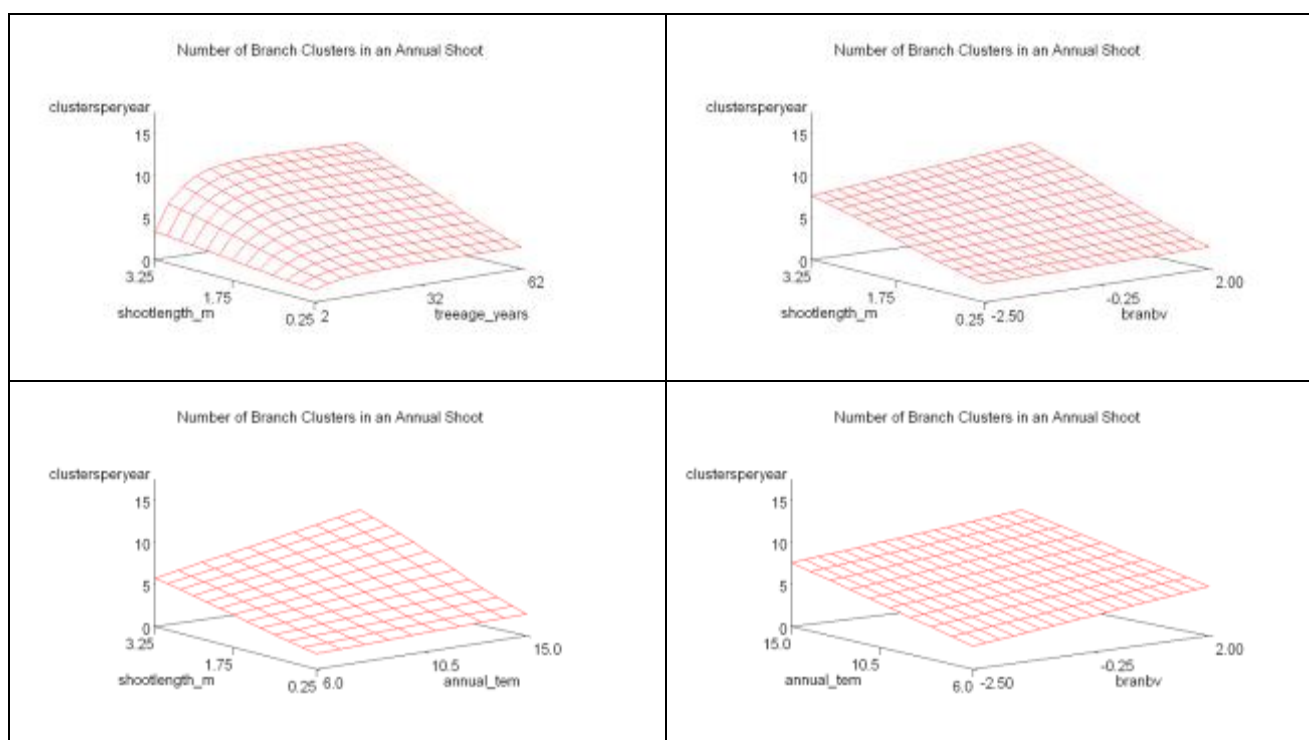 Number of Branch Clusters in an Annual Shoot
clustersperyear
15
10
5
0
3.25
1.75
0.25
shootlength_m
2
32
62
treeage_years
Number of Branch Clusters in an Annual Shoot
clustersperyear
15
10
5
0
3.25
1.75
0.25
shootlength_m
-2.50
-0.25
2.00
branbv
Number of Branch Clusters in an Annual Shoot
clustersperyear
15
10
5
0
3.25
1.75
0.25
shootlength_m
6.0
10.5
15.0
annual_tem
Number of Branch Clusters in an Annual Shoot
clustersperyear
15
10
5
0
15.0
10.5
6.0
annual_tem
-2.50
-0.25
2.00
branbv